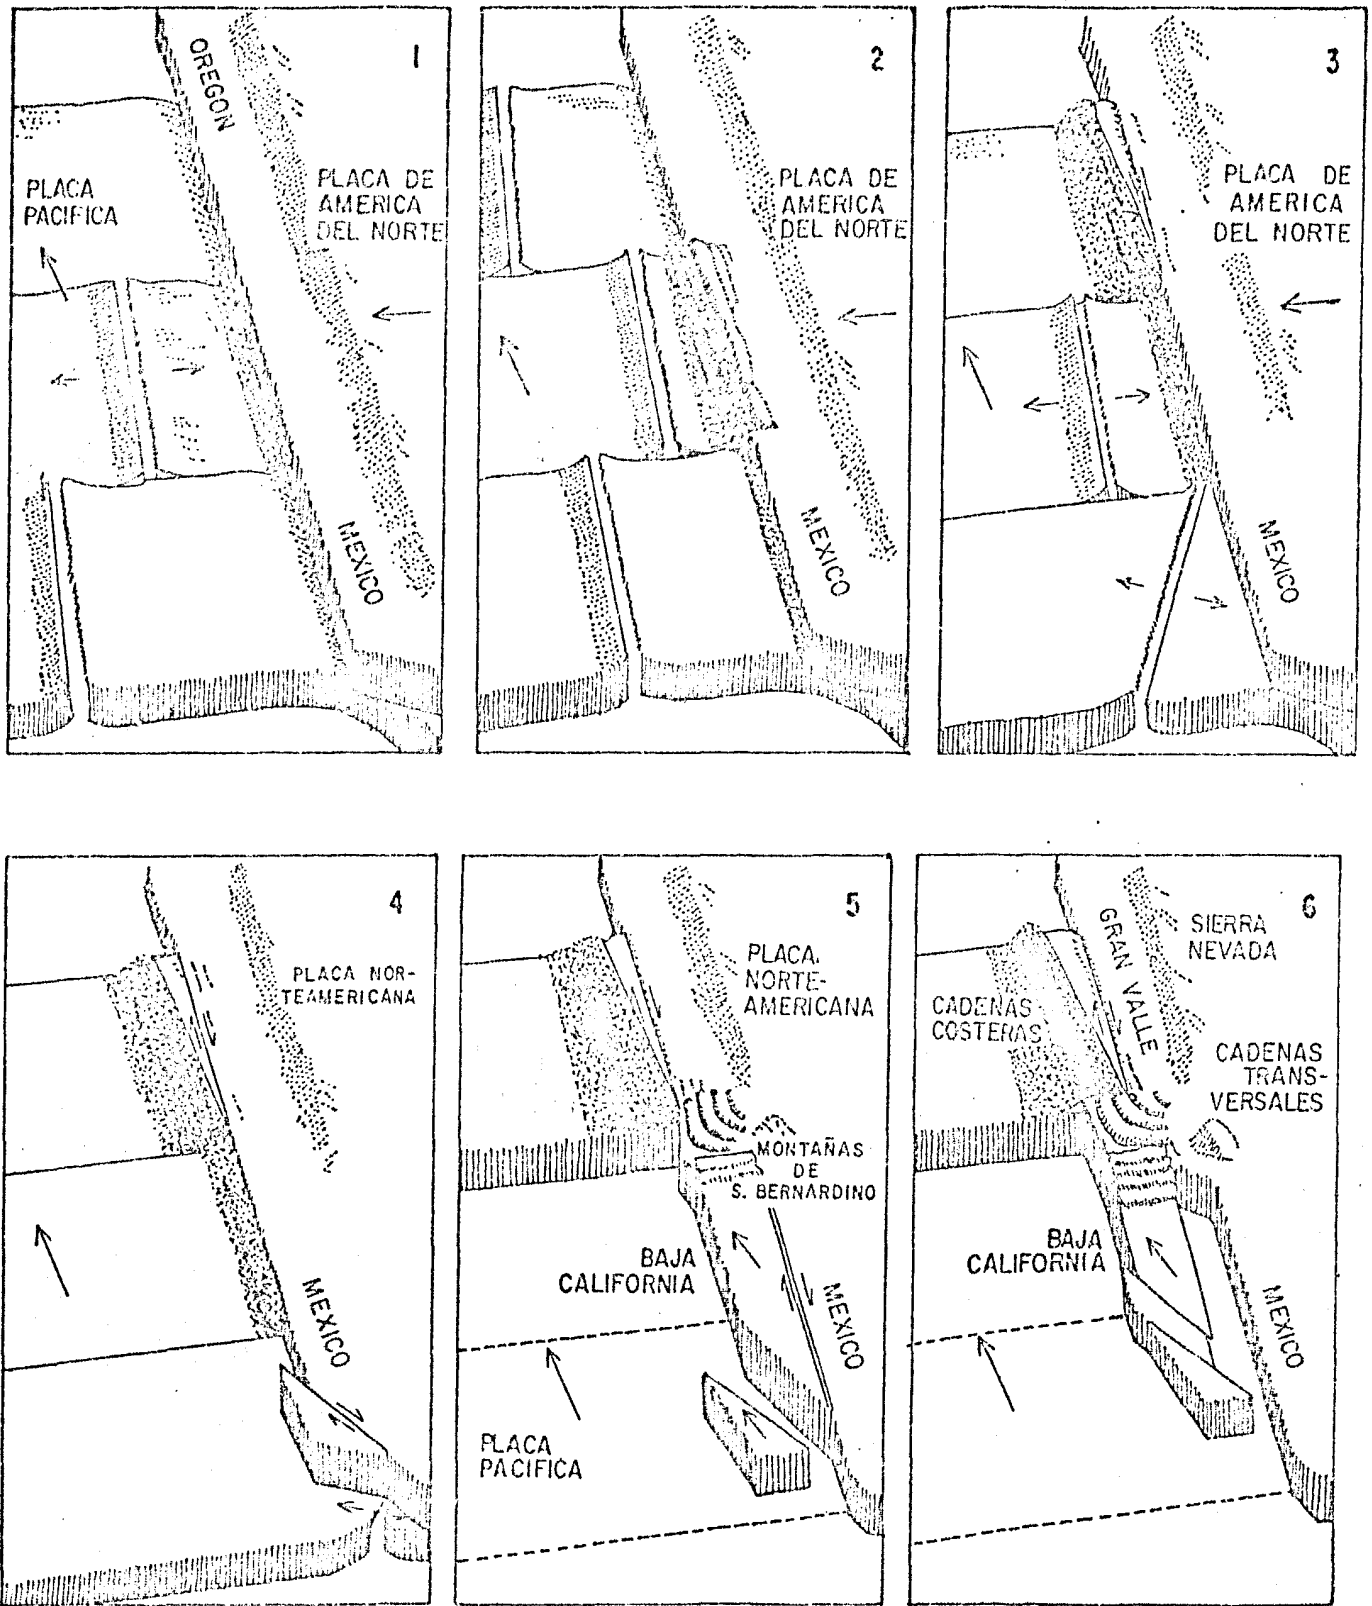 1
OREGON
PLACA
PACIFICA
PLACA DE
AMERICA
DEL NORTE
MEXICO
2
PLACA DE
AMERICA
DEL NORTE
MEXICO
3
PLACA DE
AMERICA
DEL NORTE
MEXICO
4
PLACA NOR-
TEAMERICANA
MEXICO
5
PLACA.
NORTE-
AMERICANA
MONTAÑAS
DE
S. BERNARDINO
BAJA
CALIFORNIA
MEXICO
PLACA
PACIFICA
6
GRAN VALLE
SIERRA
NEVADA
CADENAS
COSTERAS
CADENAS
TRANS-
VERSALES
BAJA
CALIFORNIA
MEXICO